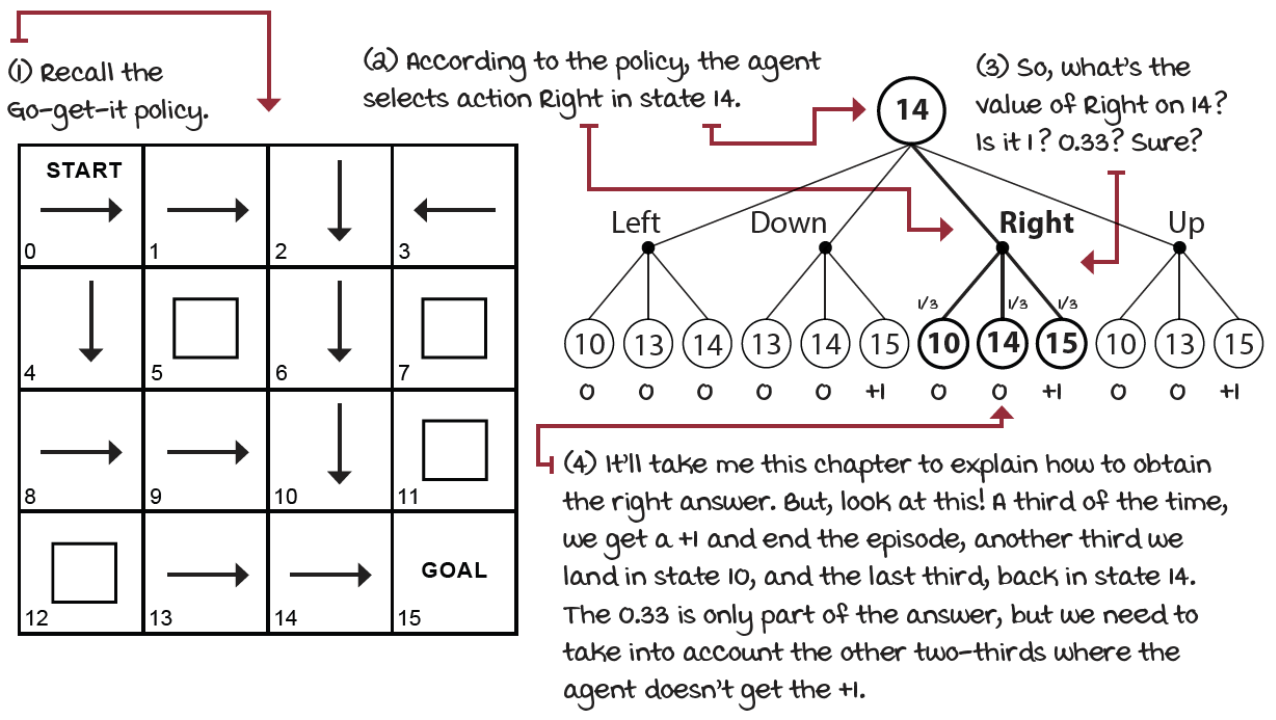 (1) Recall the
Go-get-it policy.
(2) According to the policy, the agent
selects action Right in state 14.
(3) So, what's the
value of Right on 14?
Is it 1? 0.33? Sure?
14
START
0
1
2
3
4
5
6
7
8
9
10
11
12
13
14
GOAL
15
Left
Down
Right
Up
1/3
1/3
1/3
10 13 14 13 14 15 10 14 15 10 13 15
0 0 0 0 0 +1 0 0 +1 0 0 +1
(4) It'll take me this chapter to explain how to obtain
the right answer. But, look at this! A third of the time,
we get a +1 and end the episode, another third we
land in state 10, and the last third, back in state 14.
The 0.33 is only part of the answer, but we need to
take into account the other two-thirds where the
agent doesn't get the +1.